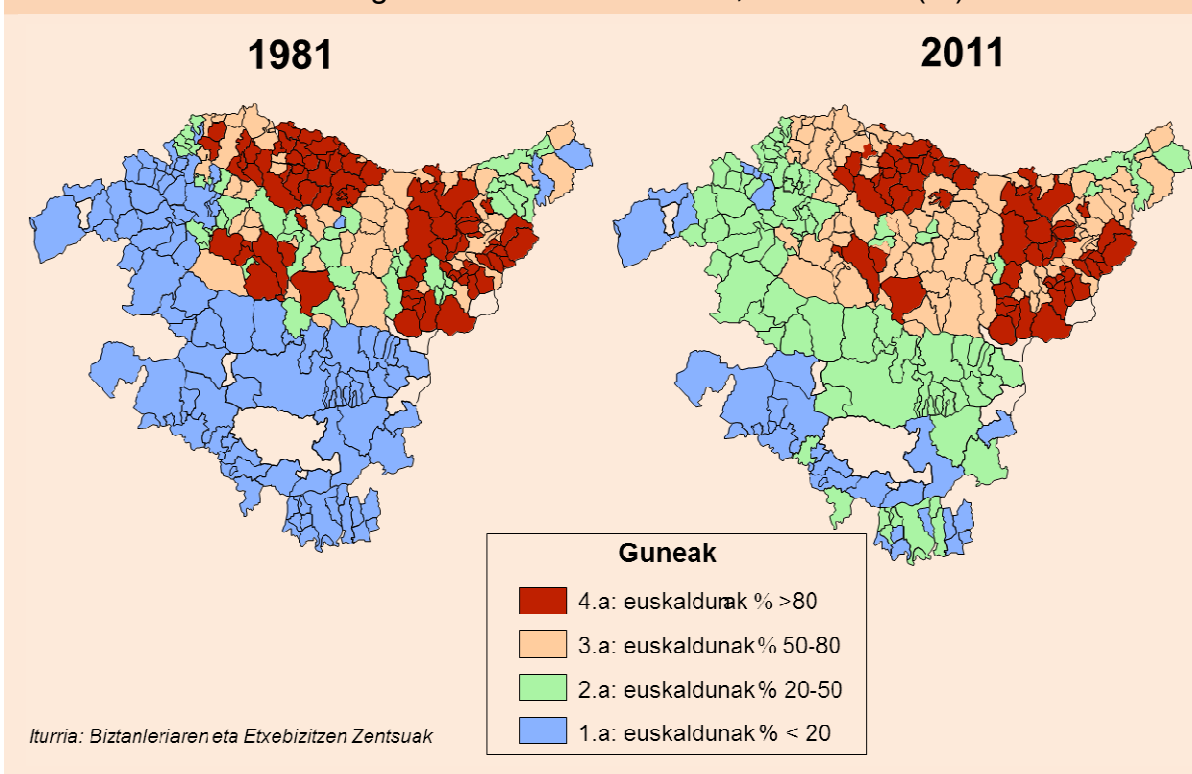 1981
2011
Guneak
4.a: euskaldunak % >80
3.a: euskaldunak % 50-80
2.a: euskaldunak % 20-50
1.a: euskaldunak % < 20
Iturria: Biztanleriaren eta Etxebizitzen Zentsuak